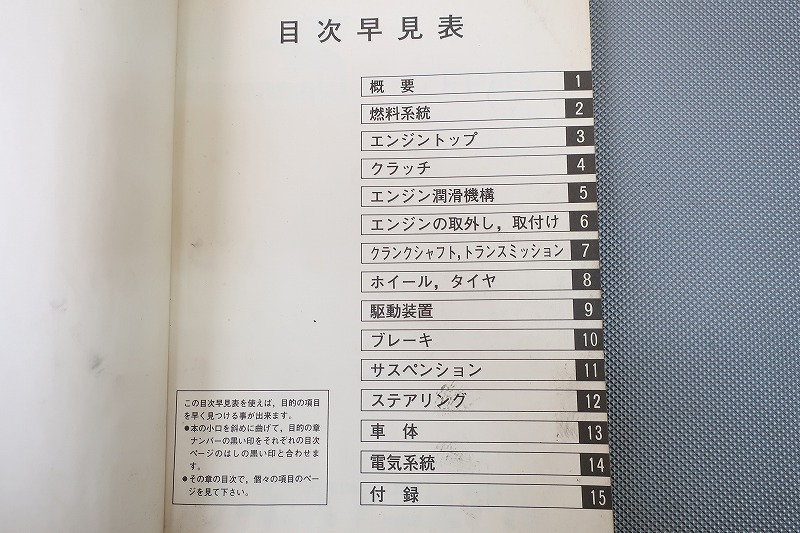 目次早見表
概 要 1
燃料系統 2
エンジントップ 3
クラッチ 4
エンジン潤滑機構 5
エンジンの取外し，取付け 6
クランクシャフト,トランスミッション 7
ホイール，タイヤ 8
駆動装置 9
ブレーキ 10
サスペンション 11
ステアリング 12
車 体 13
電気系統 14
付 録 15
この目次早見表を使えば，目的の項目
を早く見つける事が出来ます。
●本の小口を斜めに曲げて，目的の章
ナンバーの黒い印をそれぞれの目次
ページのはしの黒い印と合わせま
す。
●その章の目次で，個々の項目のペー
ジを見て下さい。